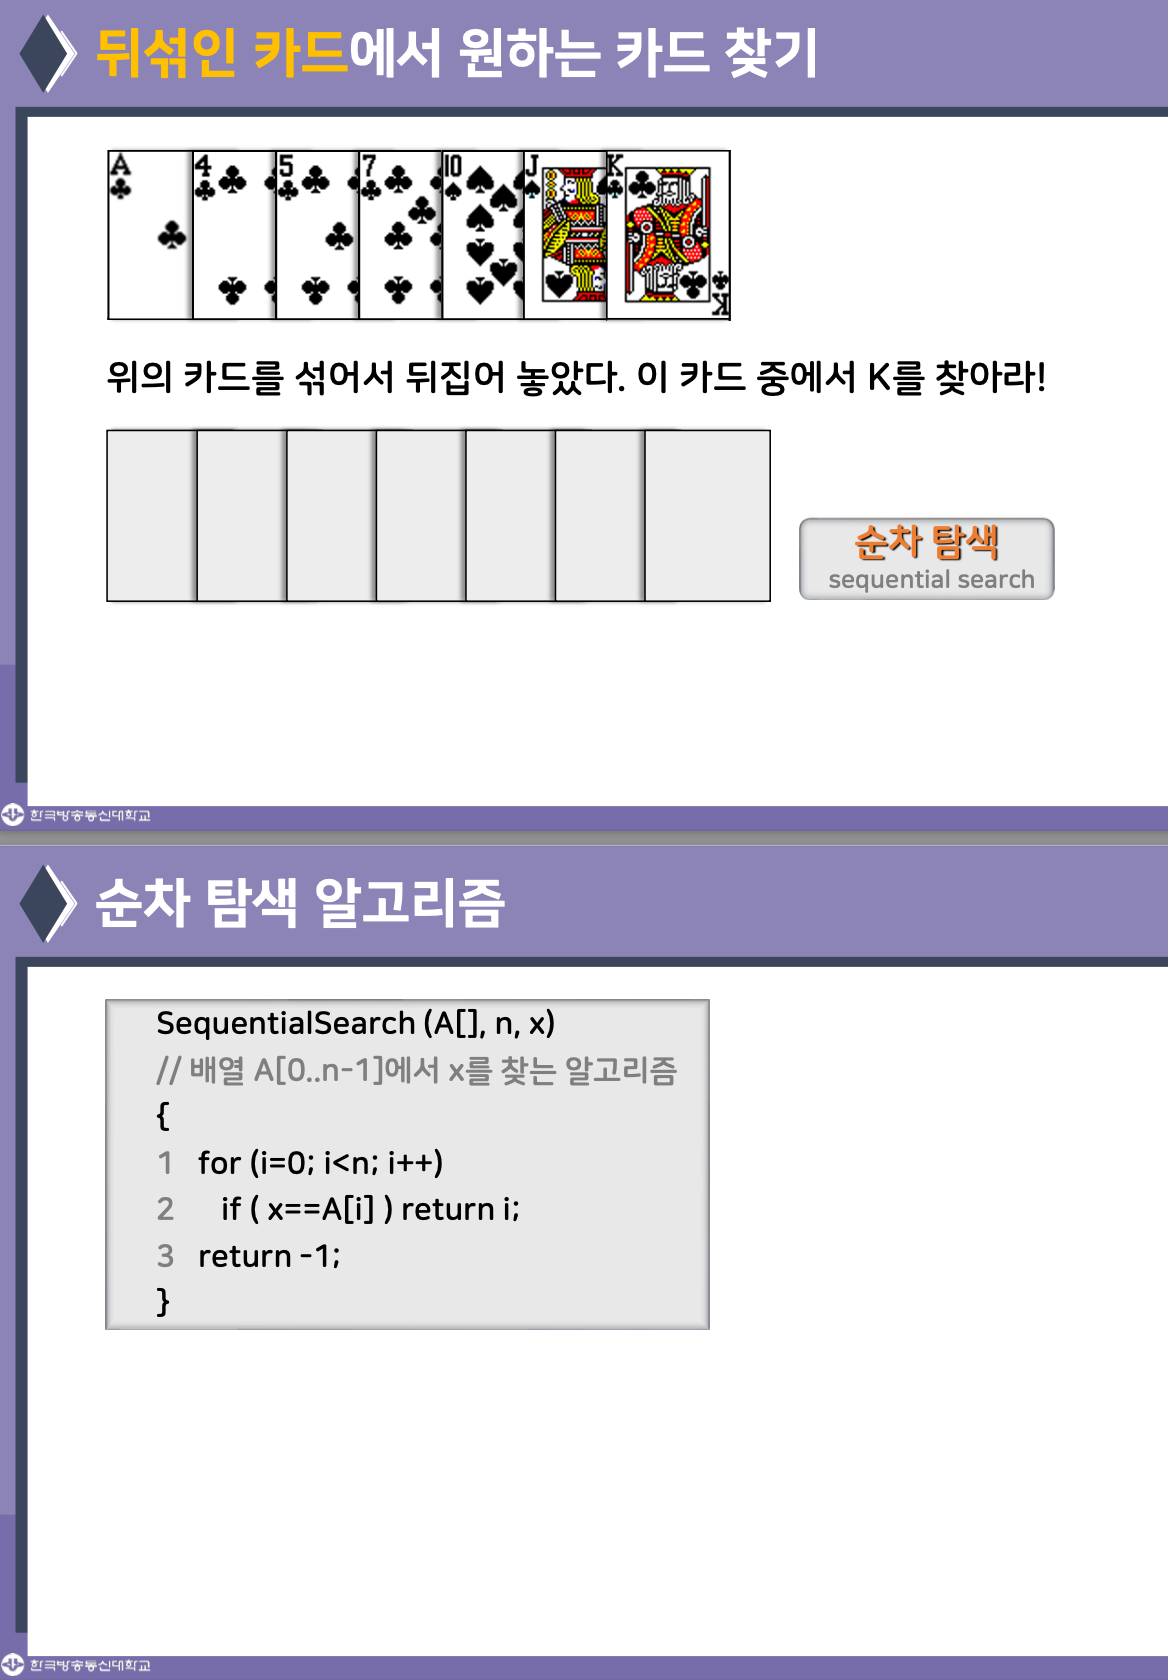 뒤섞인 카드에서 원하는 카드 찾기
A 4 5 7 10 J K
K
위의 카드를 섞어서 뒤집어 놓았다. 이 카드 중에서 K를 찾아라!
순차 탐색
sequential search
한국방송통신대학교
순차 탐색 알고리즘
SequentialSearch (A[], n, x)
// 배열 A[0..n-1]에서 x를 찾는 알고리즘
{
1 for (i=0; i<n; i++)
2 if ( x==A[i] ) return i;
3 return -1;
}
한국방송통신대학교